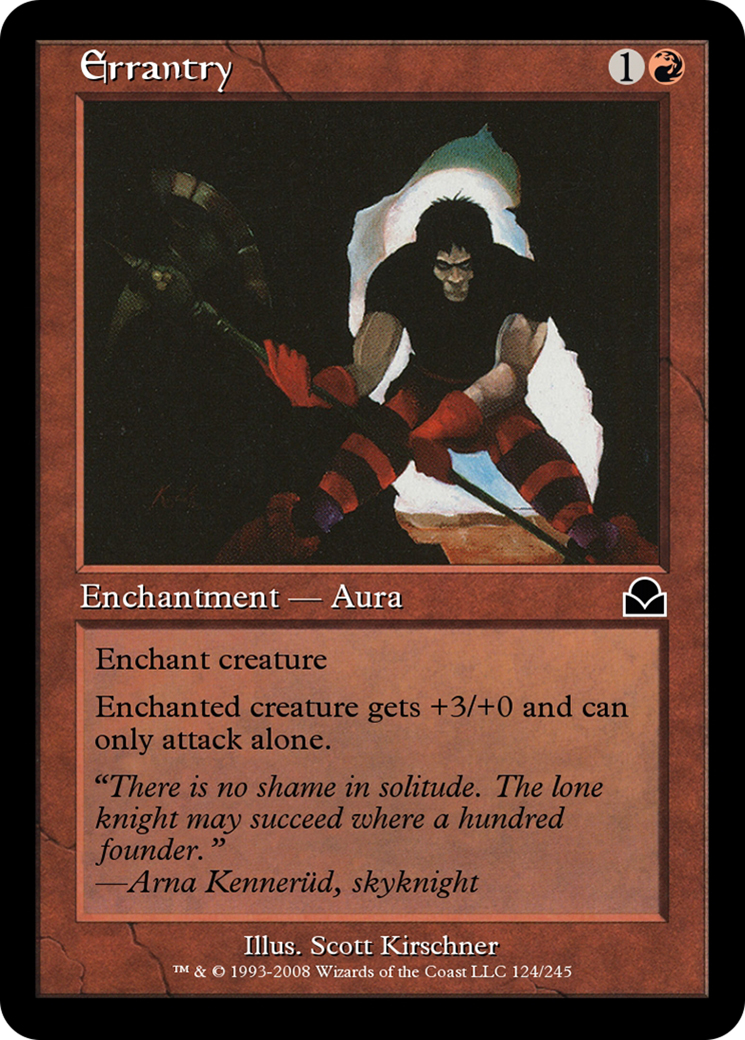 Errantry
1
Enchantment — Aura
Enchant creature
Enchanted creature gets +3/+0 and can
only attack alone.
“There is no shame in solitude. The lone
knight may succeed where a hundred
founder.”
—Arna Kennerüd, skyknight
Illus. Scott Kirschner
™ & © 1993-2008 Wizards of the Coast LLC 124/245